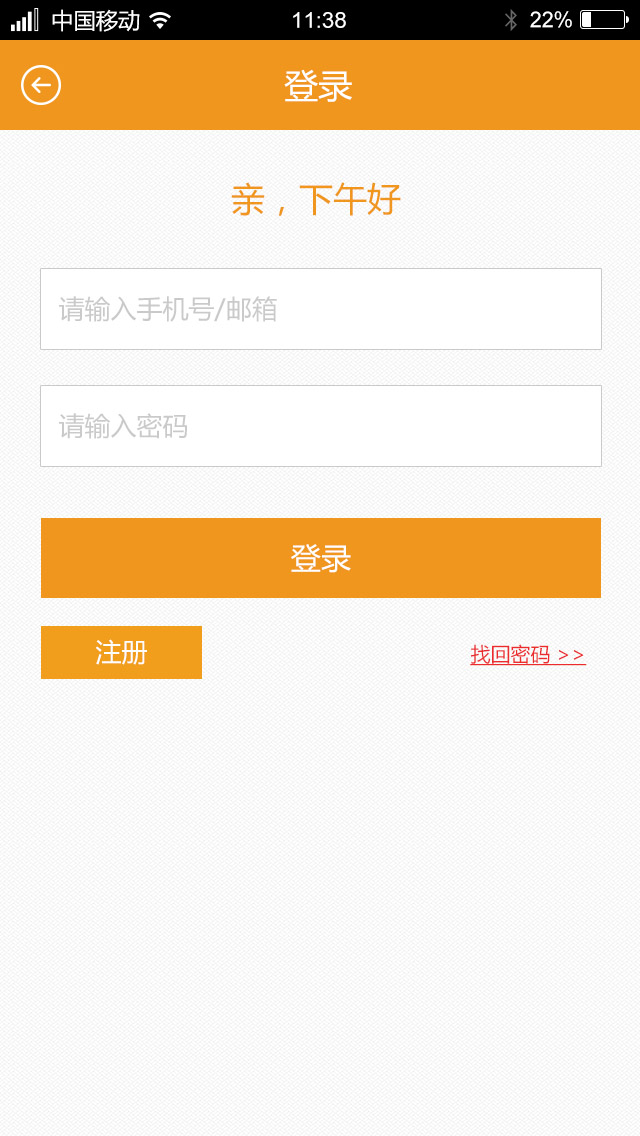 中国移动 11:38 22%
登录
亲，下午好
请输入手机号/邮箱
请输入密码
登录
注册 找回密码 >>